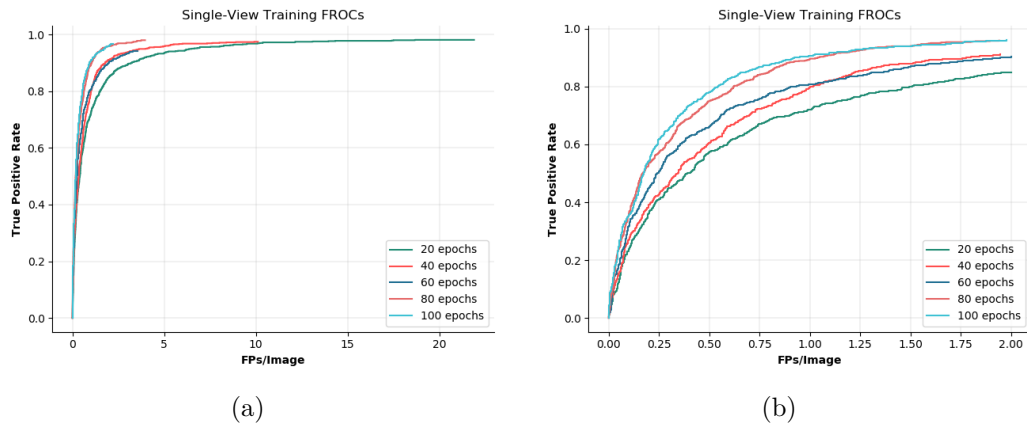 Single-View Training FROCs
True Positive Rate
1.0
0.8
0.6
0.4
0.2
0.0
0
5
10
15
20
FPs/Image
20 epochs
40 epochs
60 epochs
80 epochs
100 epochs
(a)
Single-View Training FROCs
True Positive Rate
1.0
0.8
0.6
0.4
0.2
0.0
0.00
0.25
0.50
0.75
1.00
1.25
1.50
1.75
2.00
FPs/Image
20 epochs
40 epochs
60 epochs
80 epochs
100 epochs
(b)